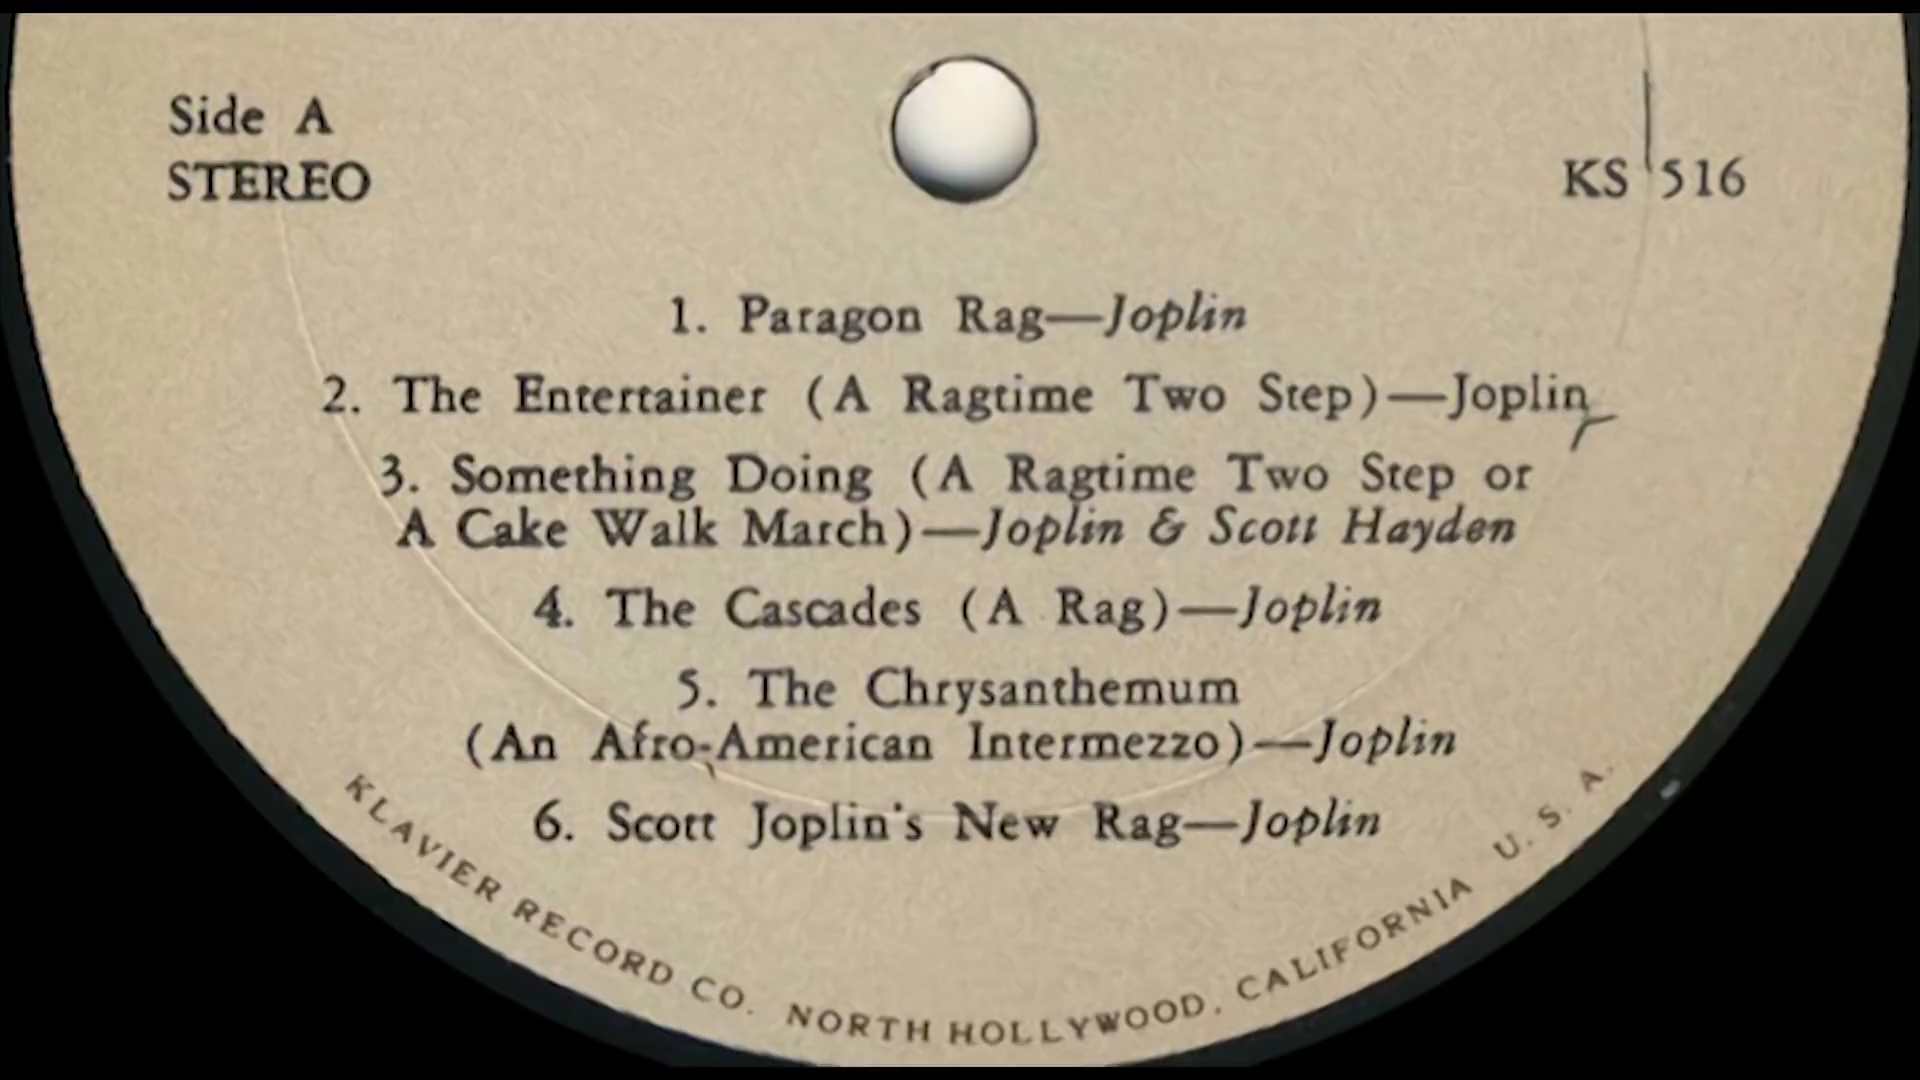 Side A
STEREO
KS 516
1. Paragon Rag—Joplin
2. The Entertainer (A Ragtime Two Step)—Joplin
3. Something Doing (A Ragtime Two Step or
A Cake Walk March)—Joplin & Scott Hayden
4. The Cascades (A Rag)—Joplin
5. The Chrysanthemum
(An Afro-American Intermezzo)—Joplin
6. Scott Joplin's New Rag—Joplin
KLAVIER RECORD CO. NORTH HOLLYWOOD, CALIFORNIA U. S. A.